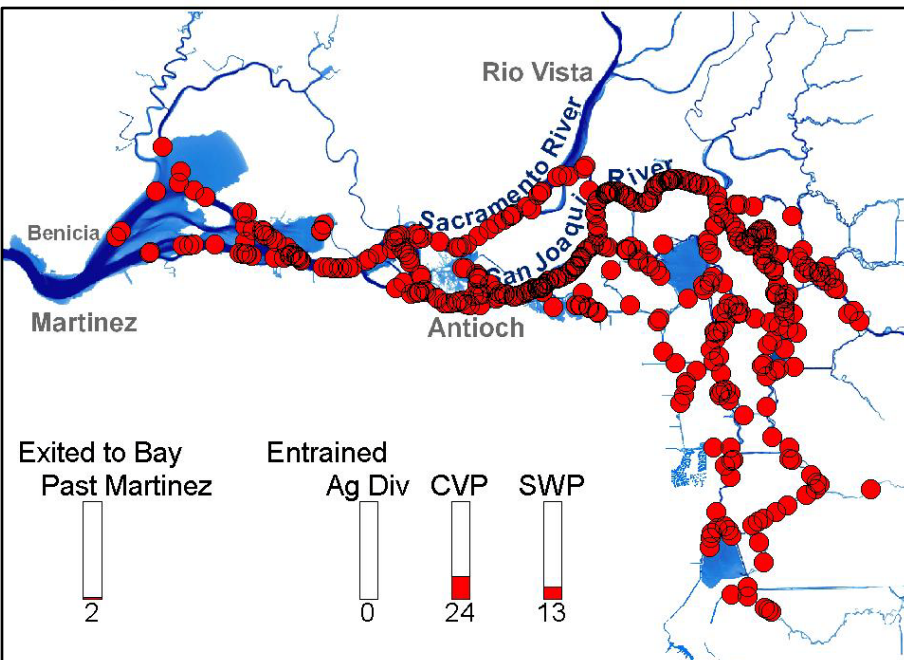 Rio Vista
Sacramento River
San Joaquin River
Benicia
Martinez
Antioch
Exited to Bay
Past Martinez
2
Entrained
Ag Div CVP SWP
0 24 13